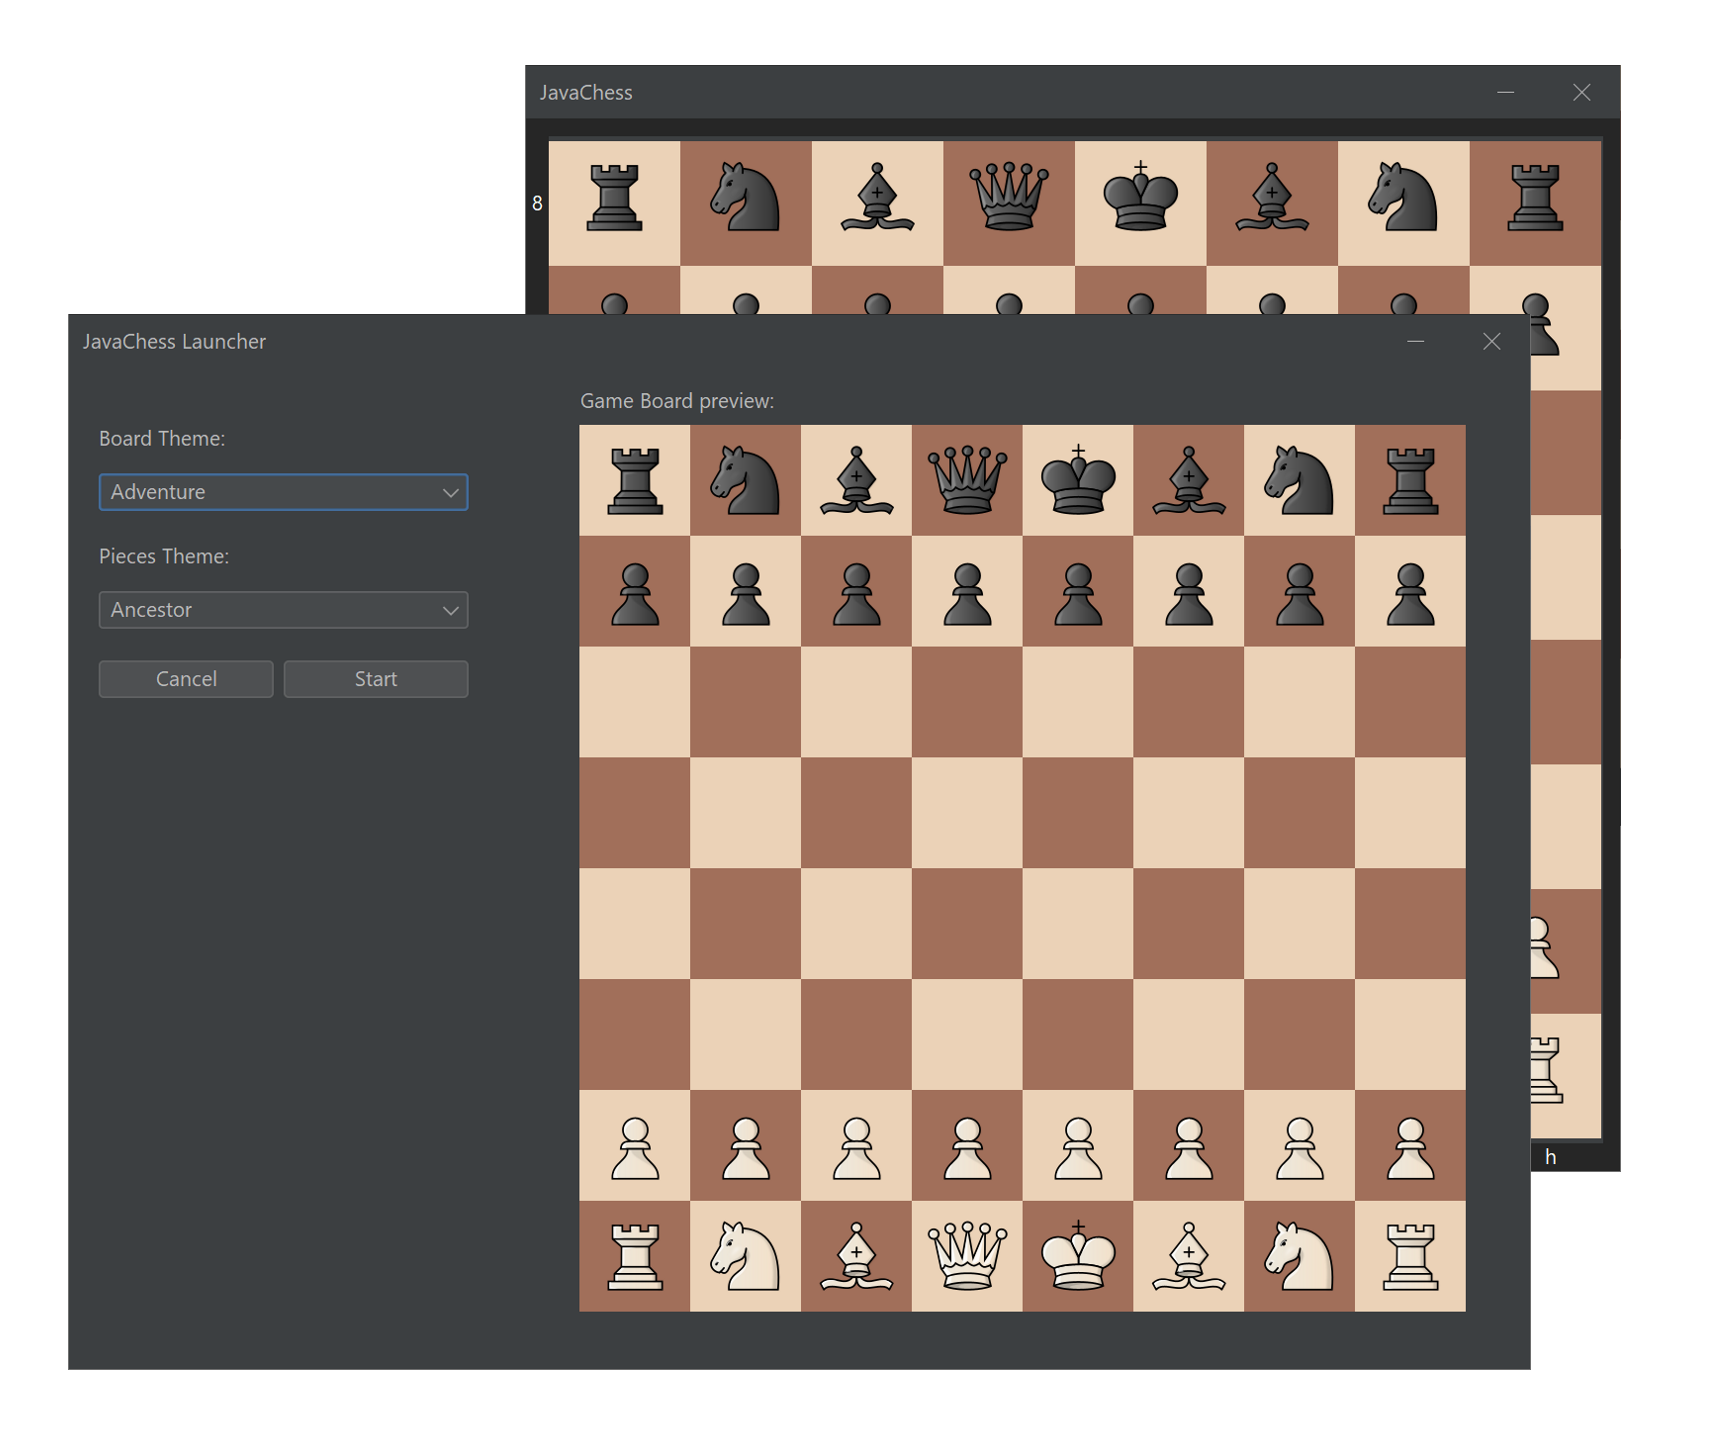 JavaChess
8
JavaChess Launcher
Game Board preview:
Board Theme:
Adventure
Pieces Theme:
Ancestor
Cancel
Start
h